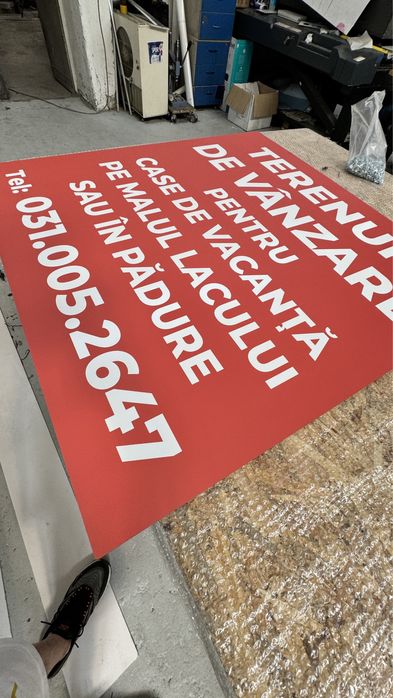 TERENURI
DE VÂNZARE
PENTRU
CASE DE VACANȚĂ
PE MALUL LACULUI
SAU ÎN PĂDURE
Tel: 031.005.2647